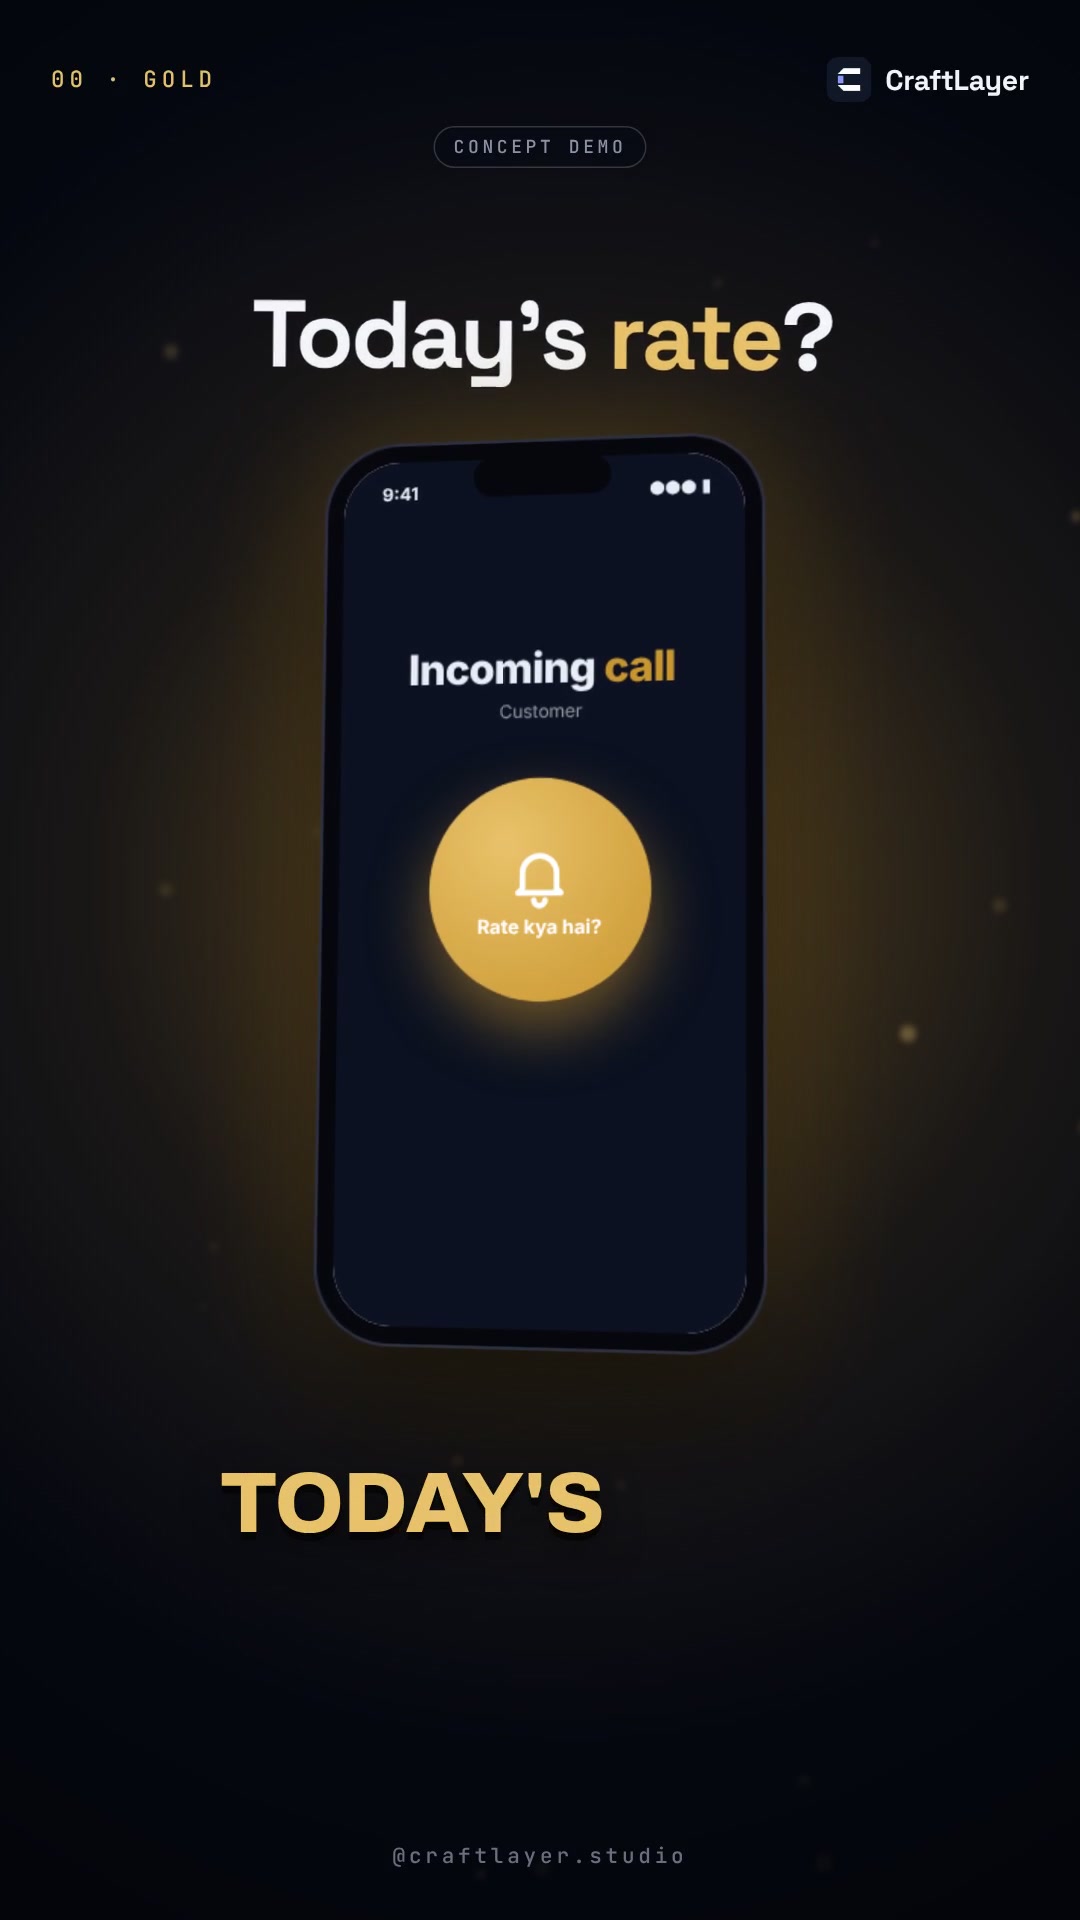 00 · GOLD
CraftLayer
CONCEPT DEMO
Today’s rate?
9:41
Incoming call
Customer
Rate kya hai?
TODAY'S
@craftlayer.studio